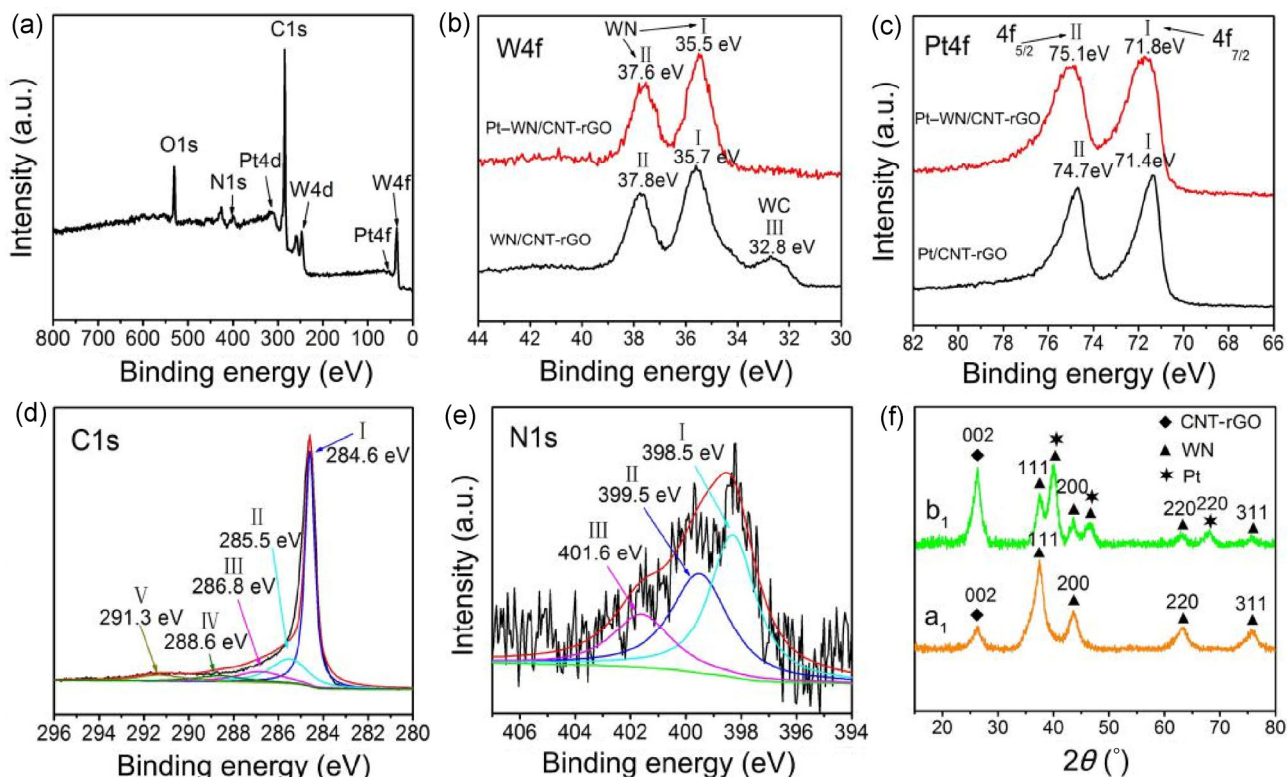 (a)
C1s
O1s
N1s
Pt4d
W4d
W4f
Pt4f
Intensity (a.u.)
800 700 600 500 400 300 200 100 0
Binding energy (eV)
(b)
W4f
WN
II
37.6 eV
I
35.5 eV
Pt–WN/CNT-rGO
II
37.8eV
I
35.7 eV
WC
III
32.8 eV
WN/CNT-rGO
Intensity (a.u.)
44 42 40 38 36 34 32 30
Binding energy (eV)
(c)
Pt4f
4f5/2
II
75.1eV
I
71.8eV
4f7/2
Pt–WN/CNT-rGO
II
74.7eV
I
71.4eV
Pt/CNT-rGO
Intensity (a.u.)
82 80 78 76 74 72 70 68 66
Binding energy (eV)
(d)
C1s
I
284.6 eV
II
285.5 eV
III
286.8 eV
IV
288.6 eV
V
291.3 eV
Intensity (a.u.)
296 294 292 290 288 286 284 282 280
Binding energy (eV)
(e)
N1s
I
398.5 eV
II
399.5 eV
III
401.6 eV
Intensity (a.u.)
406 404 402 400 398 396 394
Binding energy (eV)
(f)
CNT-rGO
WN
Pt
002
111
200
220
220
311
b1
002
111
200
220
311
a1
Intensity (a.u.)
20 30 40 50 60 70 80
2θ (°)